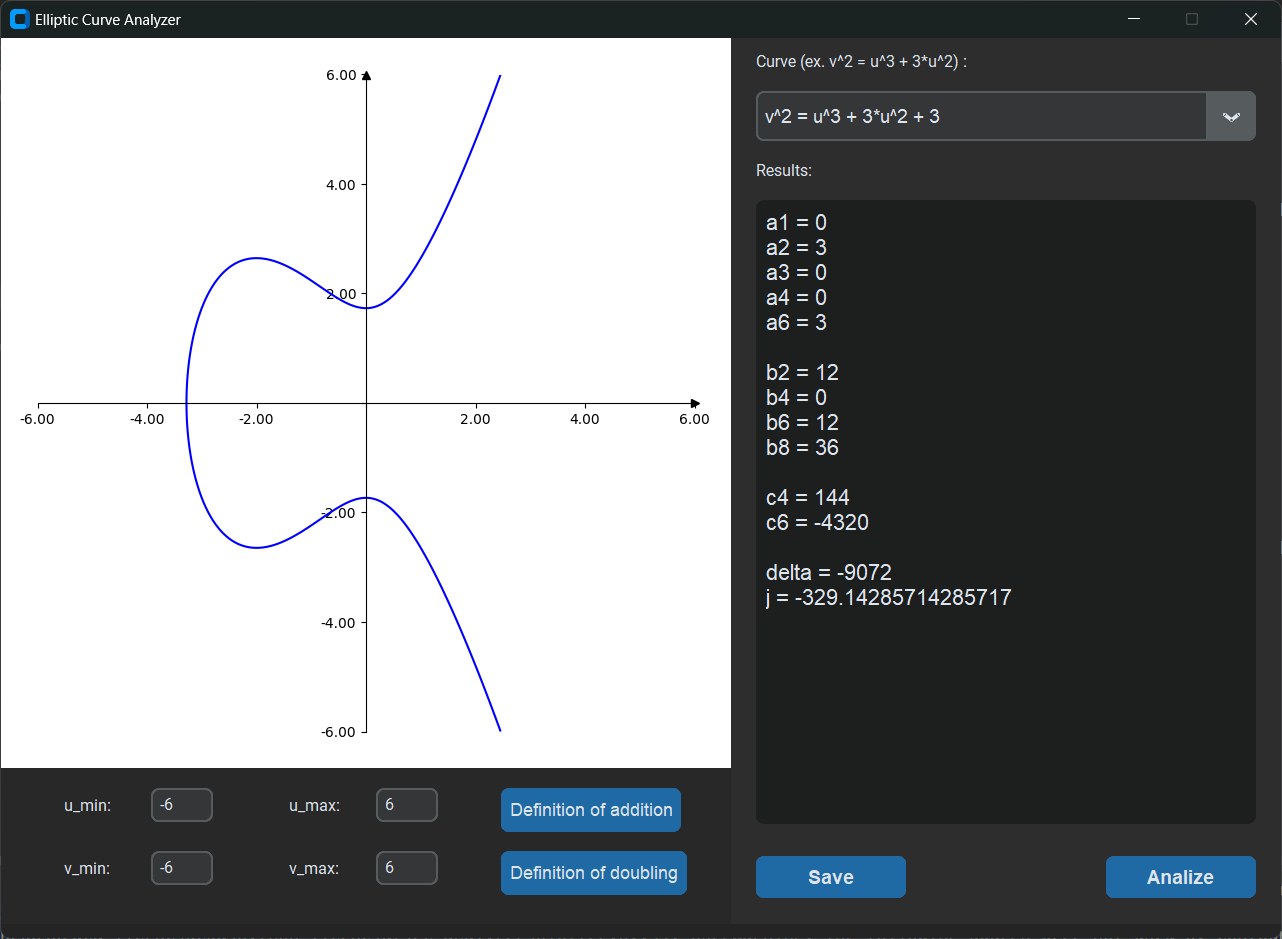 Elliptic Curve Analyzer
6.00
4.00
2.00
-6.00 -4.00 -2.00 2.00 4.00 6.00
-2.00
-4.00
-6.00
u_min: -6 u_max: 6 Definition of addition
v_min: -6 v_max: 6 Definition of doubling
Curve (ex. v^2 = u^3 + 3*u^2) :
v^2 = u^3 + 3*u^2 + 3
Results:
a1 = 0
a2 = 3
a3 = 0
a4 = 0
a6 = 3
b2 = 12
b4 = 0
b6 = 12
b8 = 36
c4 = 144
c6 = -4320
delta = -9072
j = -329.14285714285717
Save Analize